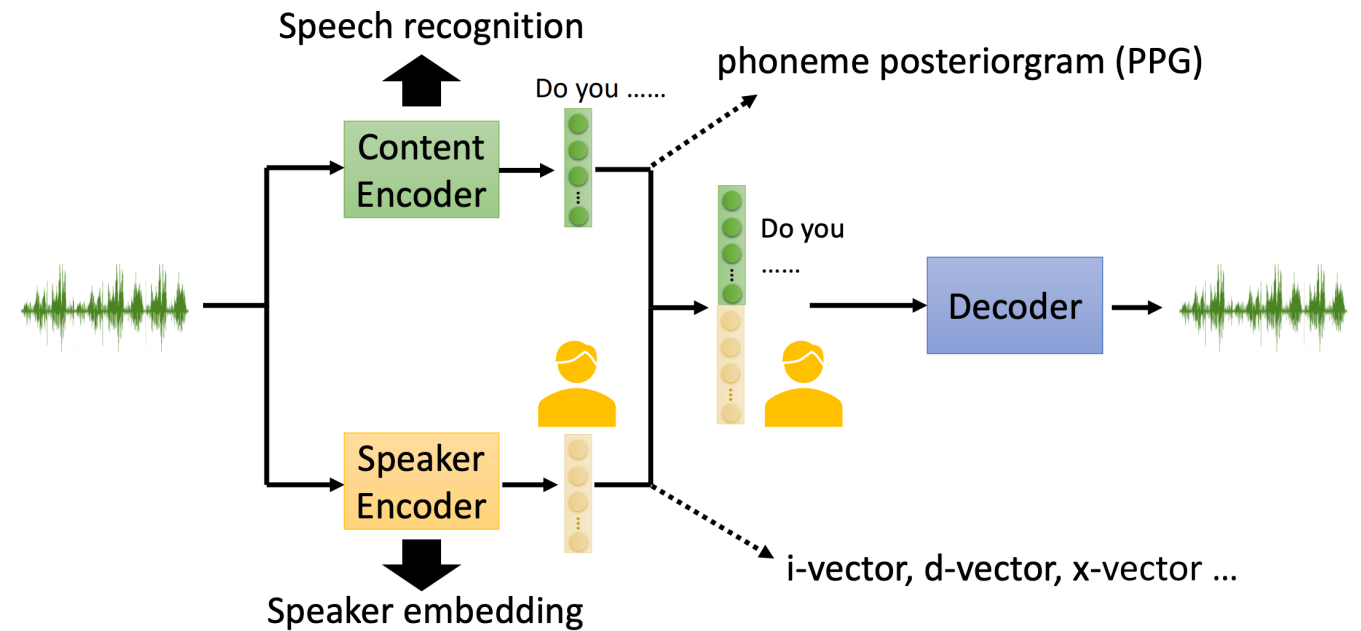 Speech recognition
phoneme posteriorgram (PPG)
Do you ......
Content
Encoder
Do you
......
Decoder
Speaker
Encoder
i-vector, d-vector, x-vector ...
Speaker embedding